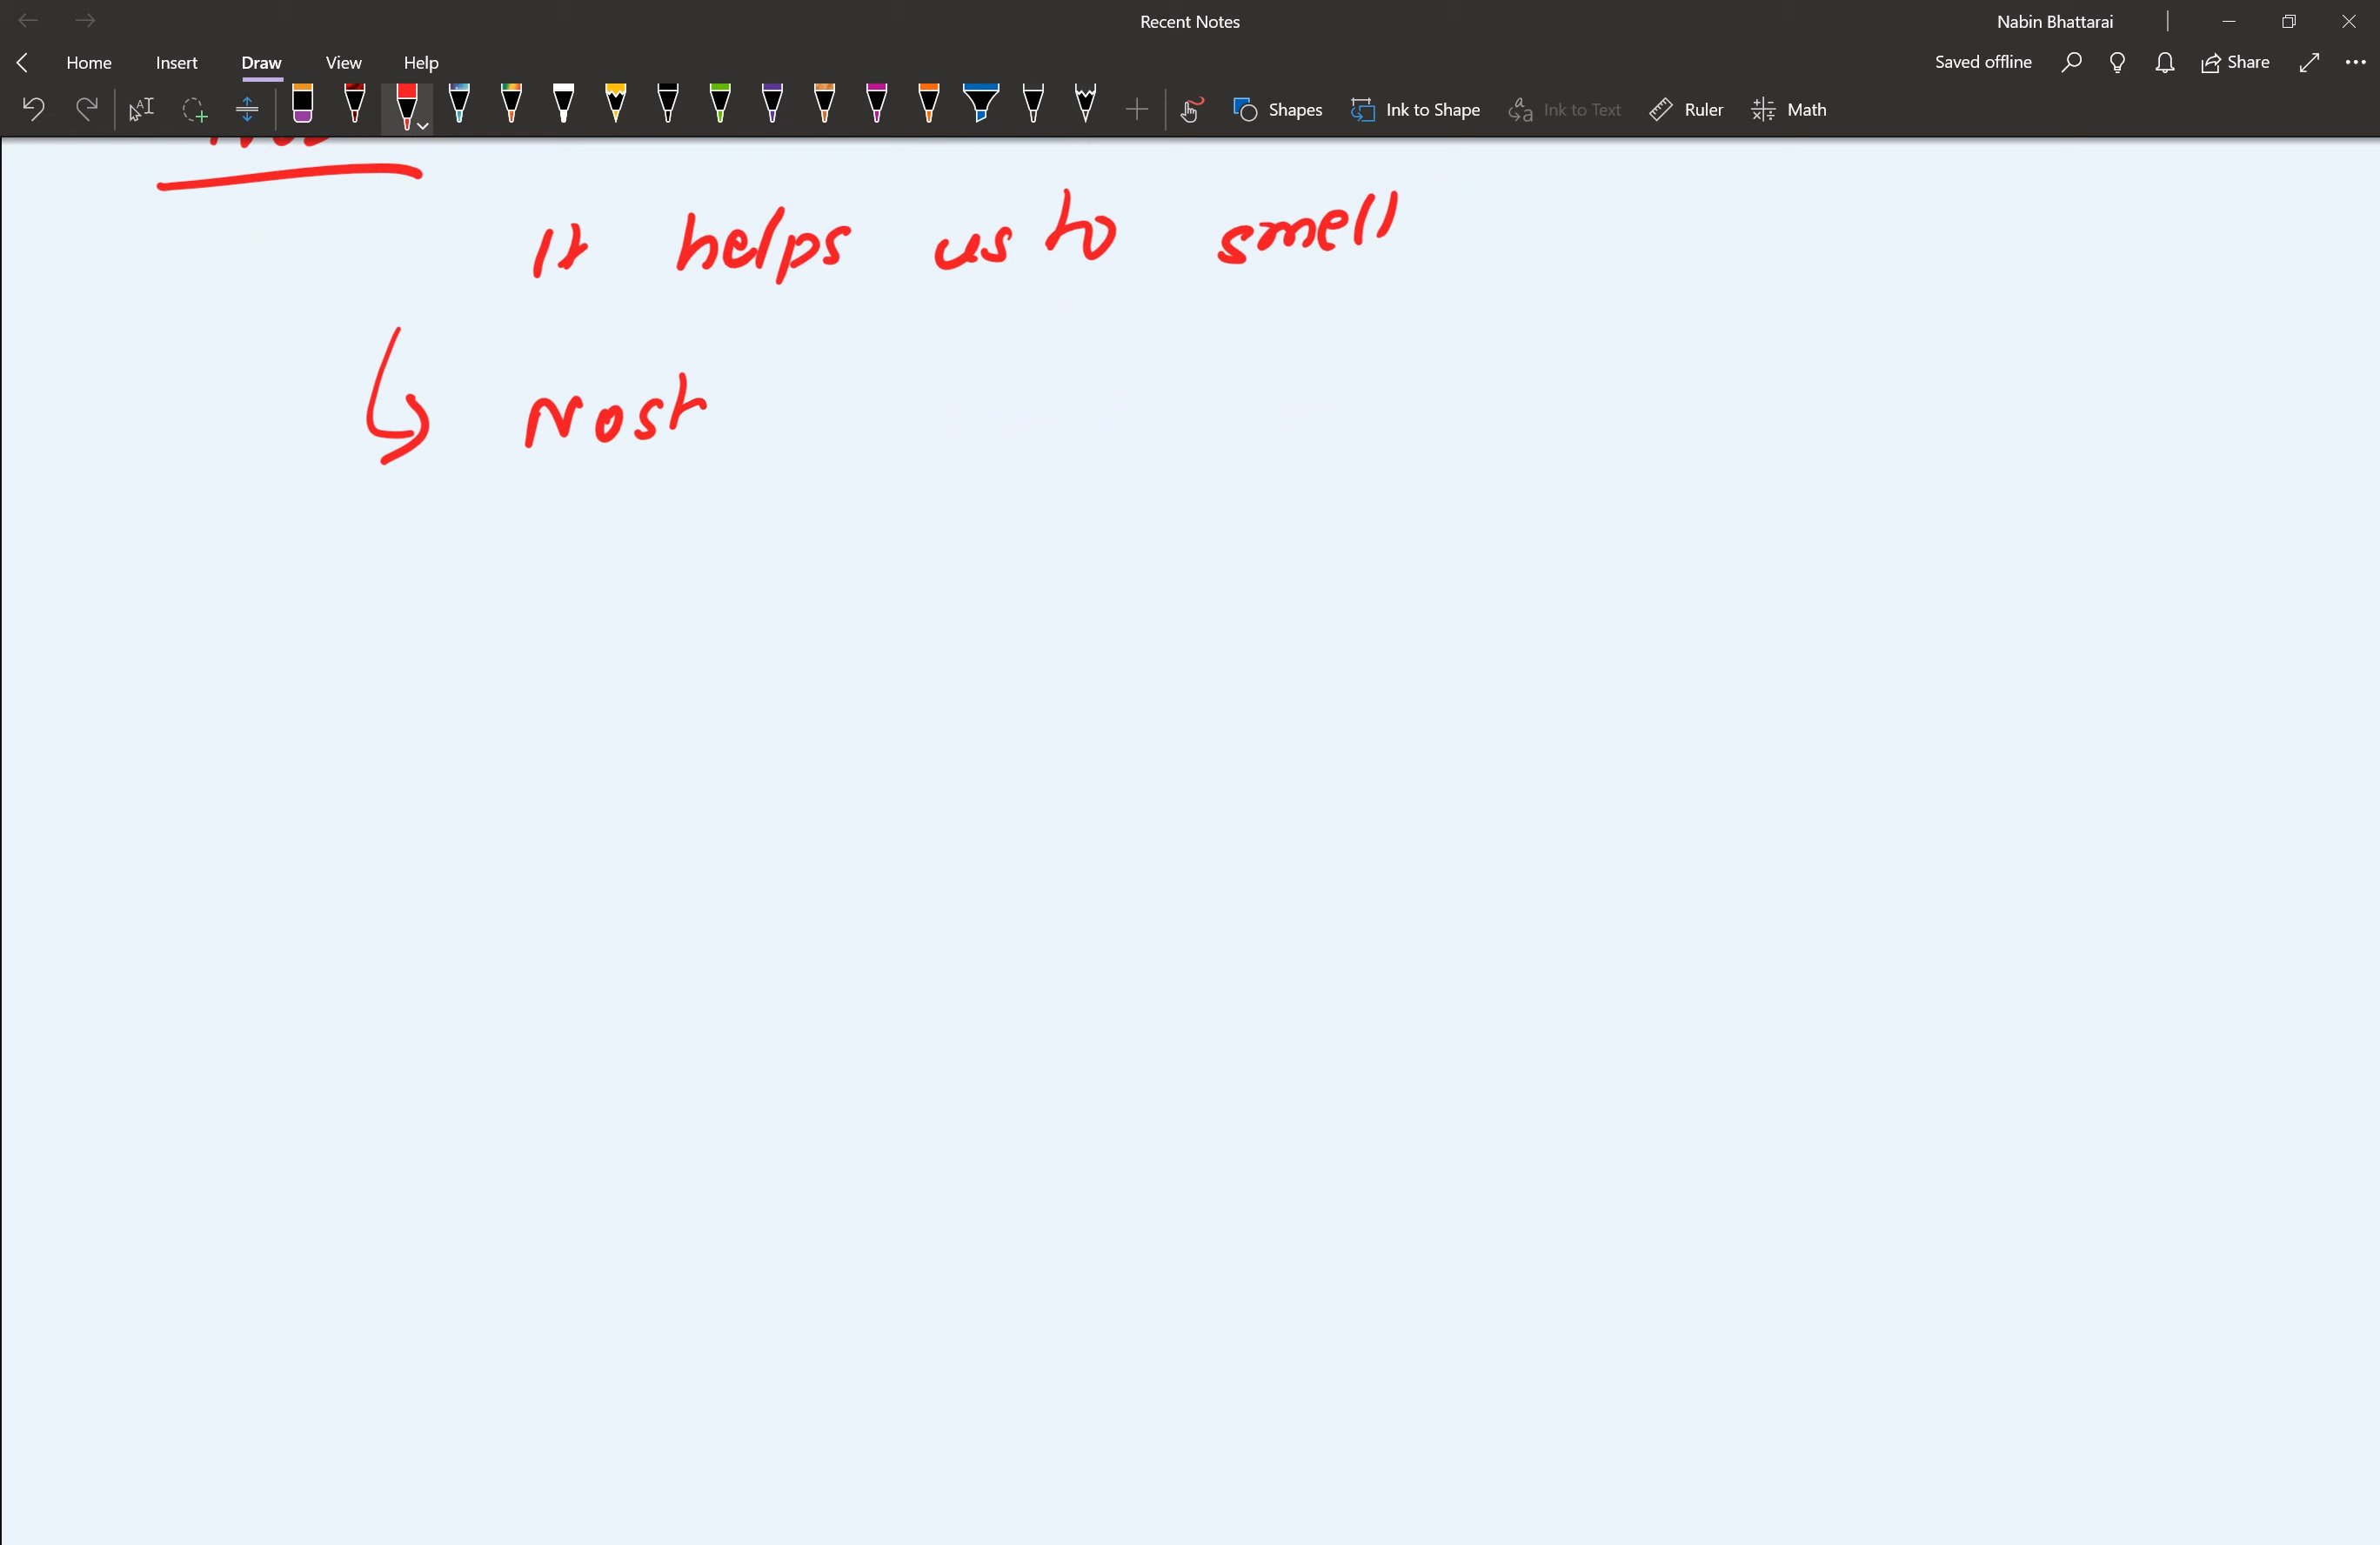 Recent Notes Nabin Bhattarai
Home Insert Draw View Help Saved offline Share
Shapes Ink to Shape Ink to Text Ruler Math
It helps us to smell
Nost